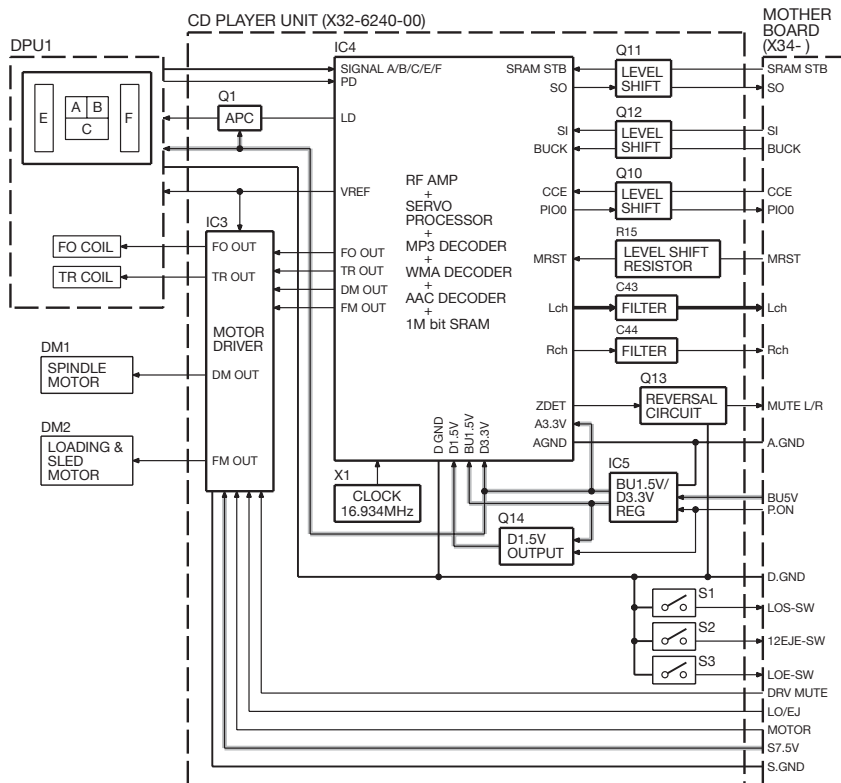 CD PLAYER UNIT (X32-6240-00)
MOTHER
BOARD
(X34- )
DPU1
IC4
Q11
SIGNAL A/B/C/E/F
PD
SRAM STB
SO
LEVEL
SHIFT
SRAM STB
SO
A
B
C
E
F
Q1
APC
LD
Q12
SI
BUCK
LEVEL
SHIFT
SI
BUCK
VREF
RF AMP
+
SERVO
PROCESSOR
+
MP3 DECODER
+
WMA DECODER
+
AAC DECODER
+
1M bit SRAM
Q10
CCE
PIO0
LEVEL
SHIFT
CCE
PIO0
IC3
FO COIL
TR COIL
FO OUT
TR OUT
FO OUT
TR OUT
DM OUT
FM OUT
R15
MRST
LEVEL SHIFT
RESISTOR
MRST
C43
Lch
FILTER
Lch
C44
Rch
FILTER
Rch
MOTOR
DRIVER
DM1
SPINDLE
MOTOR
DM OUT
Q13
ZDET
REVERSAL
CIRCUIT
MUTE L/R
A3.3V
AGND
A.GND
D.GND
D1.5V
BU1.5V
D3.3V
DM2
LOADING &
SLED
MOTOR
FM OUT
X1
CLOCK
16.934MHz
IC5
BU1.5V/
D3.3V
REG
BU5V
P.ON
Q14
D1.5V
OUTPUT
D.GND
S1
LOS-SW
S2
12EJE-SW
S3
LOE-SW
DRV MUTE
LO/EJ
MOTOR
S7.5V
S.GND